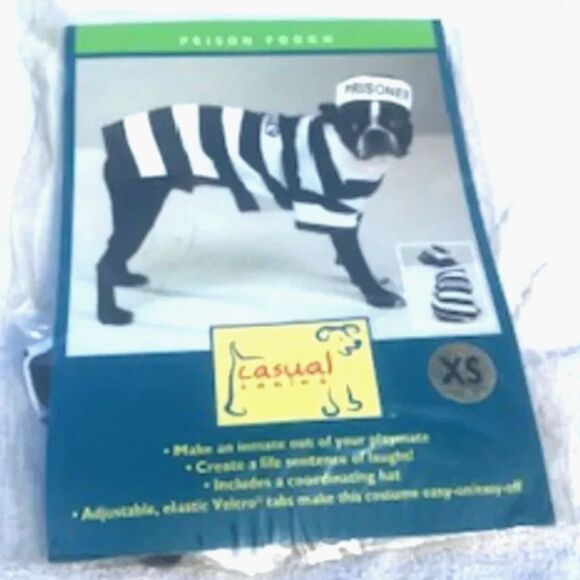 PRISON POOCH
PRISONER
casual
canine
XS
• Make an inmate out of your playmate
• Create a life sentence of laughs!
• Includes a coordinating hat
• Adjustable, elastic Velcro® tabs make this costume easy-on/easy-off